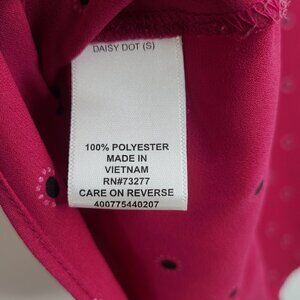 DAISY DOT (S)
100% POLYESTER
MADE IN
VIETNAM
RN#73277
CARE ON REVERSE
400775440207